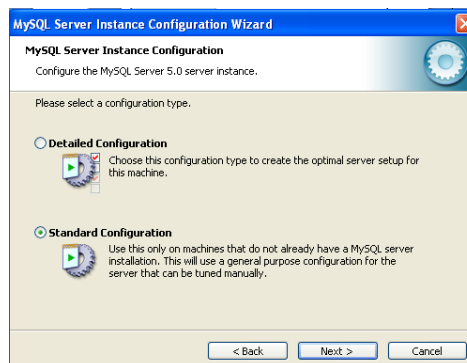 MySQL Server Instance Configuration Wizard
MySQL Server Instance Configuration
Configure the MySQL Server 5.0 server instance.
Please select a configuration type.
Detailed Configuration
Choose this configuration type to create the optimal server setup for
this machine.
Standard Configuration
Use this only on machines that do not already have a MySQL server
installation. This will use a general purpose configuration for the
server that can be tuned manually.
< Back
Next >
Cancel